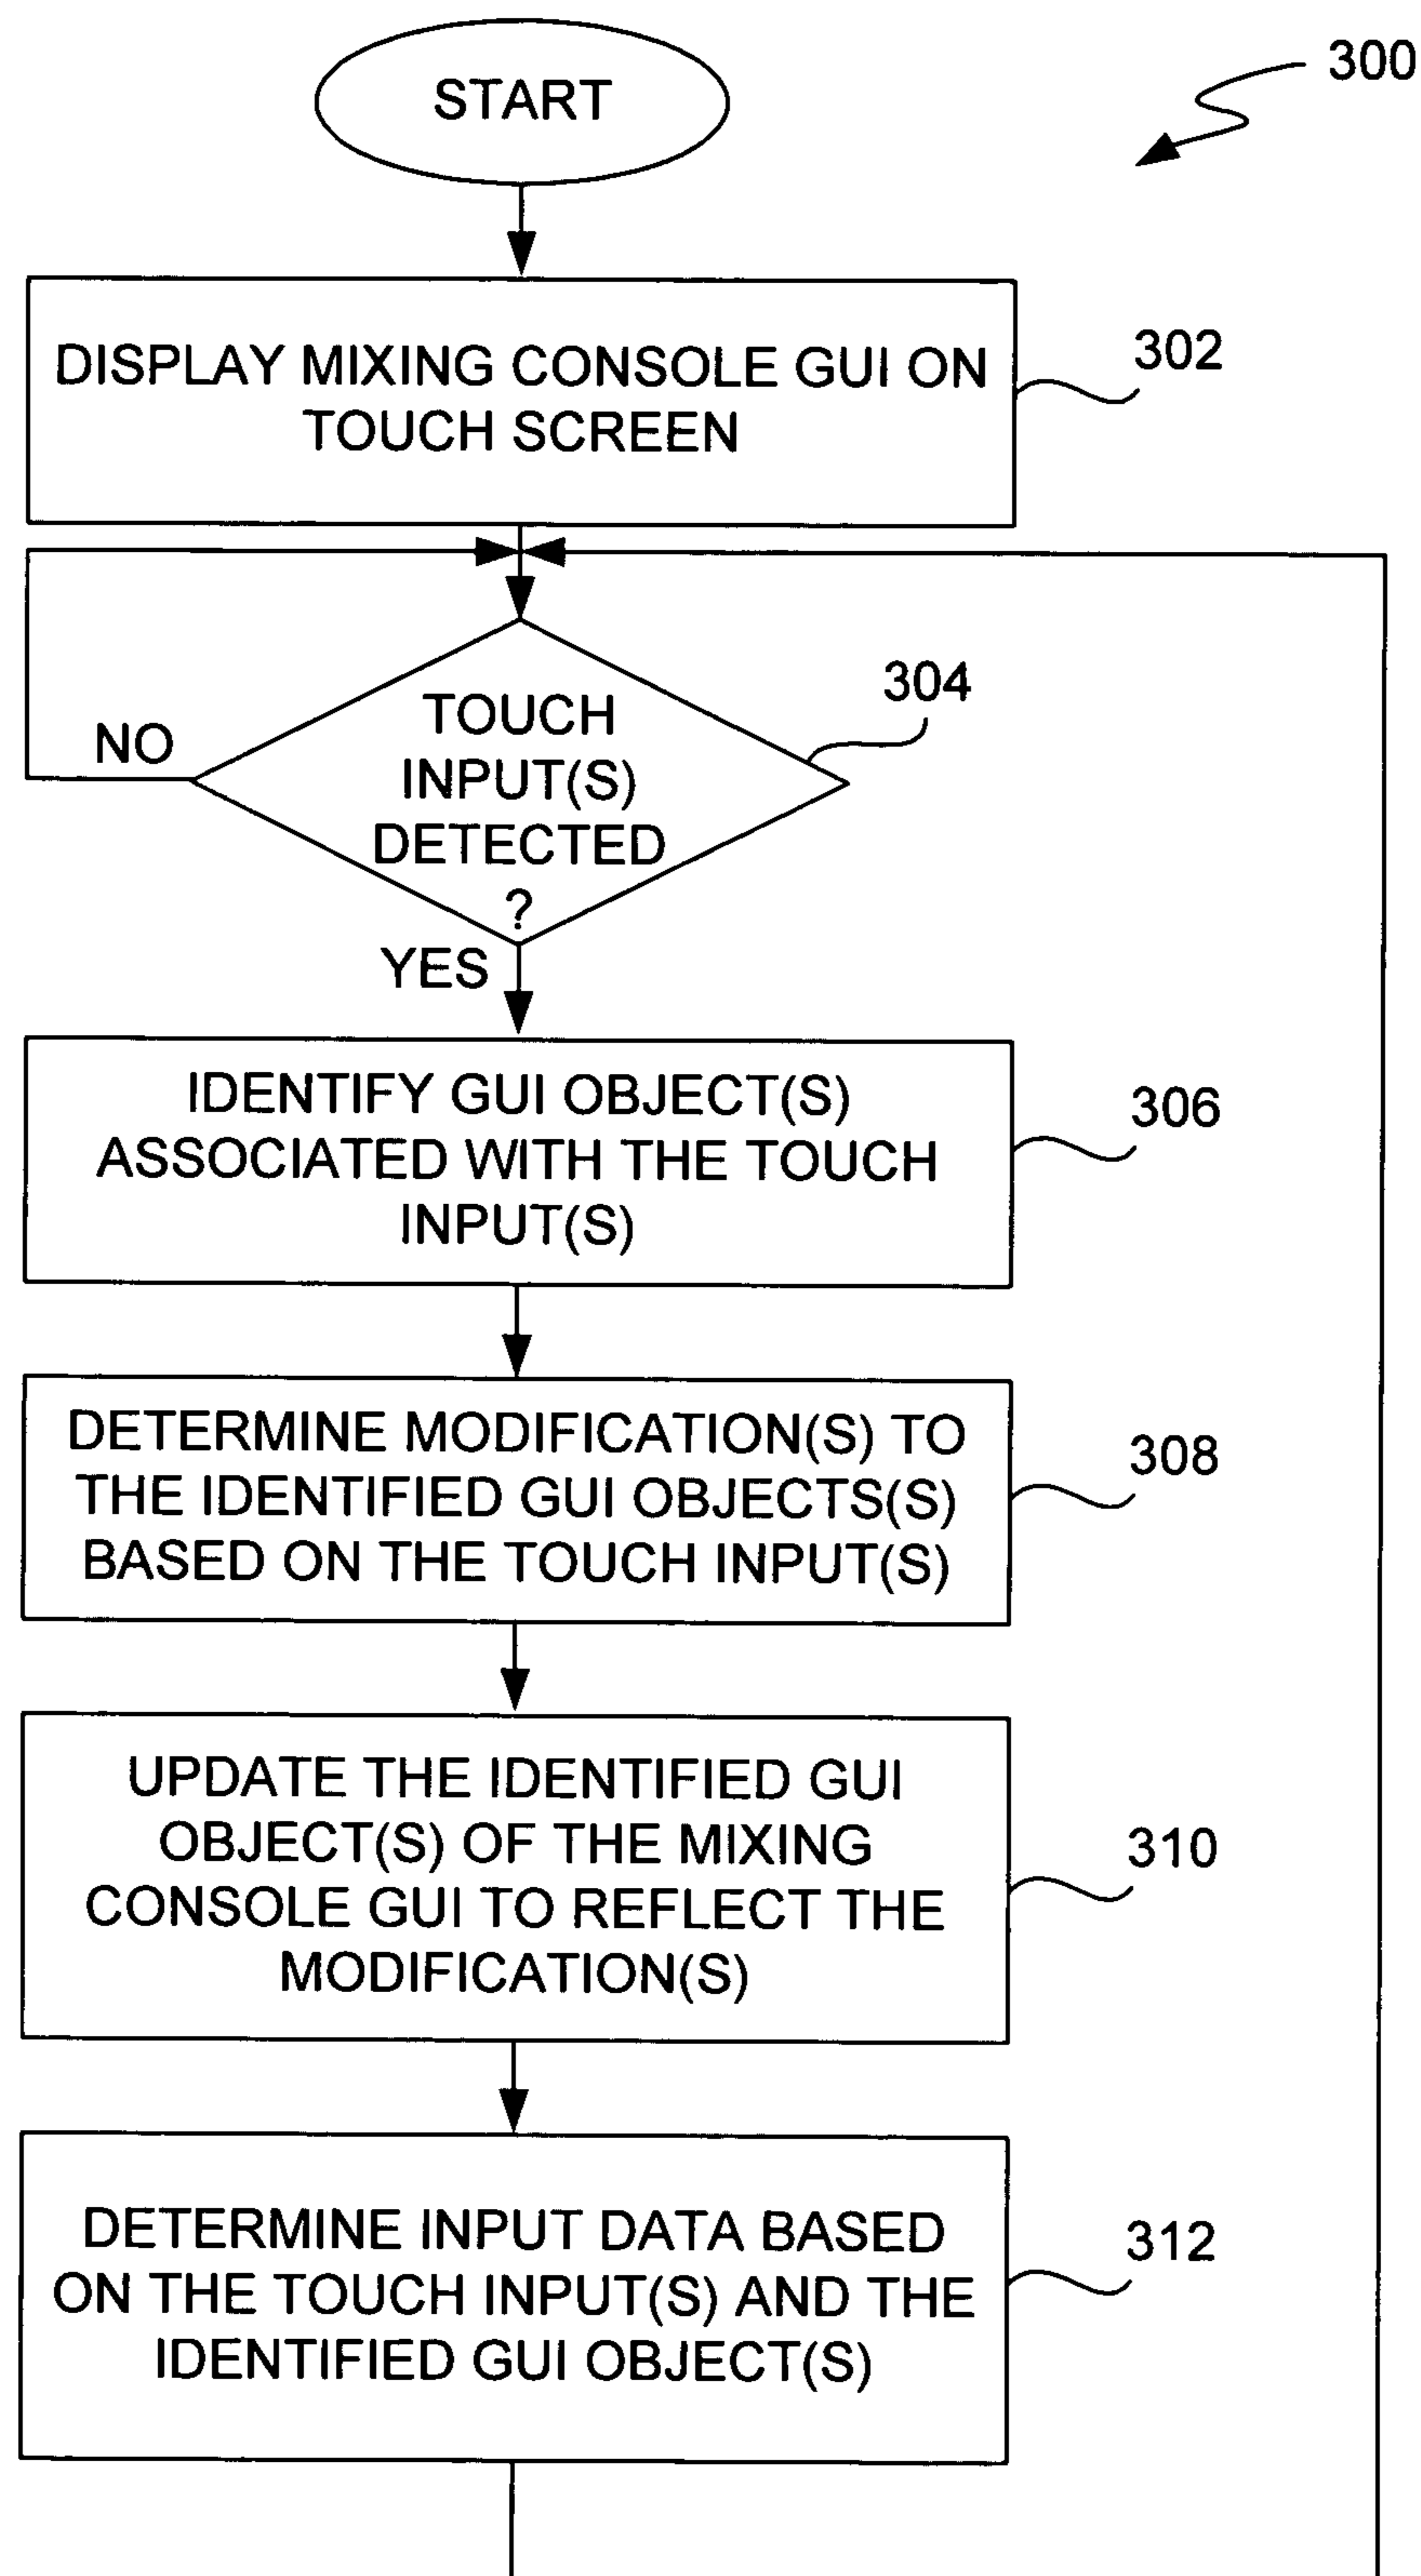 START
300
DISPLAY MIXING CONSOLE GUI ON
TOUCH SCREEN
302
TOUCH
INPUT(S)
DETECTED
?
304
NO
YES
IDENTIFY GUI OBJECT(S)
ASSOCIATED WITH THE TOUCH
INPUT(S)
306
DETERMINE MODIFICATION(S) TO
THE IDENTIFIED GUI OBJECTS(S)
BASED ON THE TOUCH INPUT(S)
308
UPDATE THE IDENTIFIED GUI
OBJECT(S) OF THE MIXING
CONSOLE GUI TO REFLECT THE
MODIFICATION(S)
310
DETERMINE INPUT DATA BASED
ON THE TOUCH INPUT(S) AND THE
IDENTIFIED GUI OBJECT(S)
312